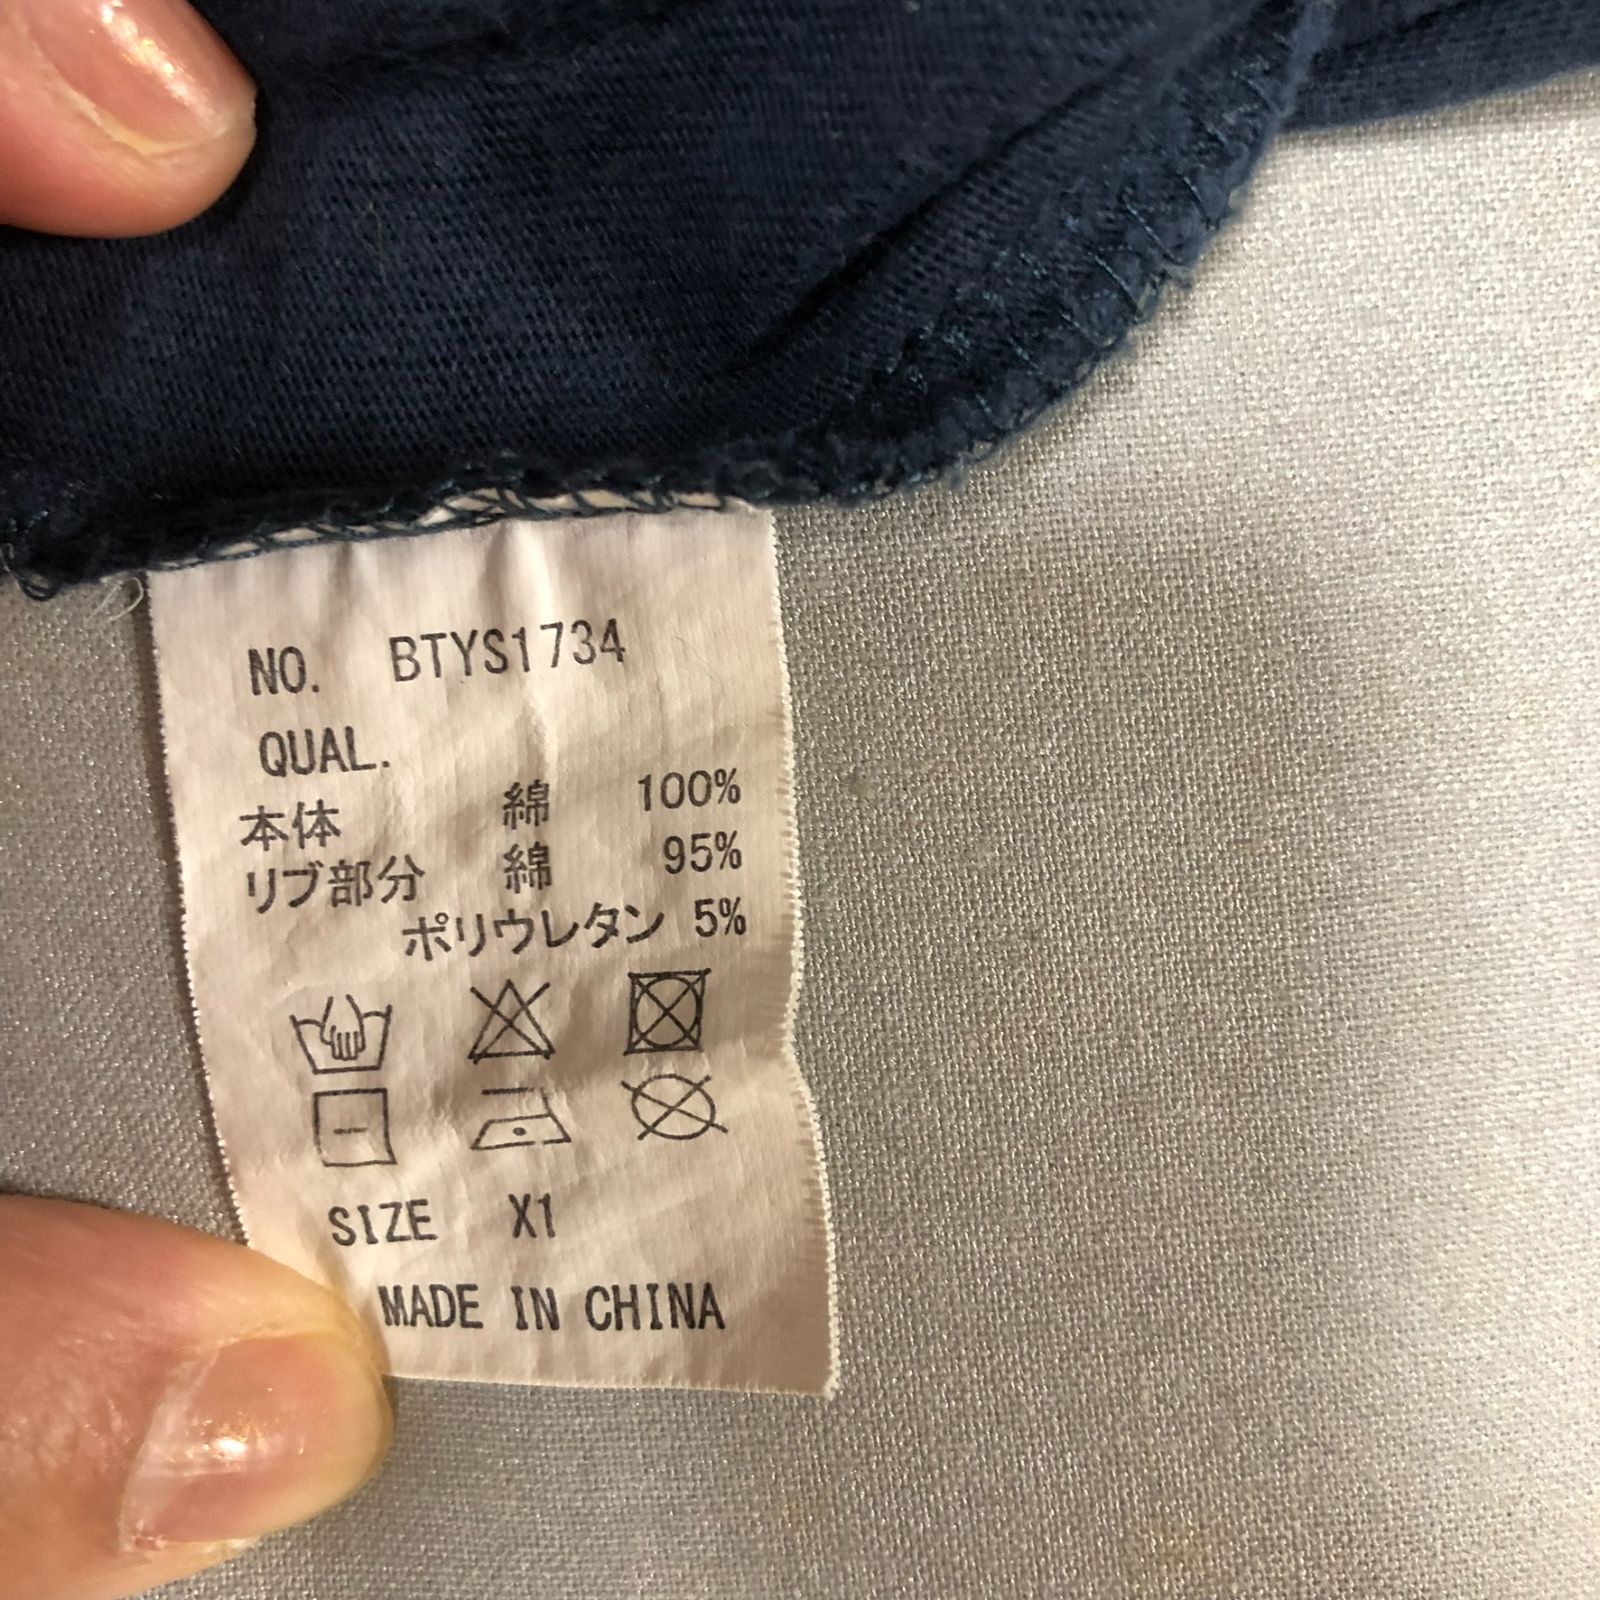 NO. BTYS1734
QUAL.
本体 綿 100%
リブ部分 綿 95%
ポリウレタン 5%
SIZE X1
MADE IN CHINA